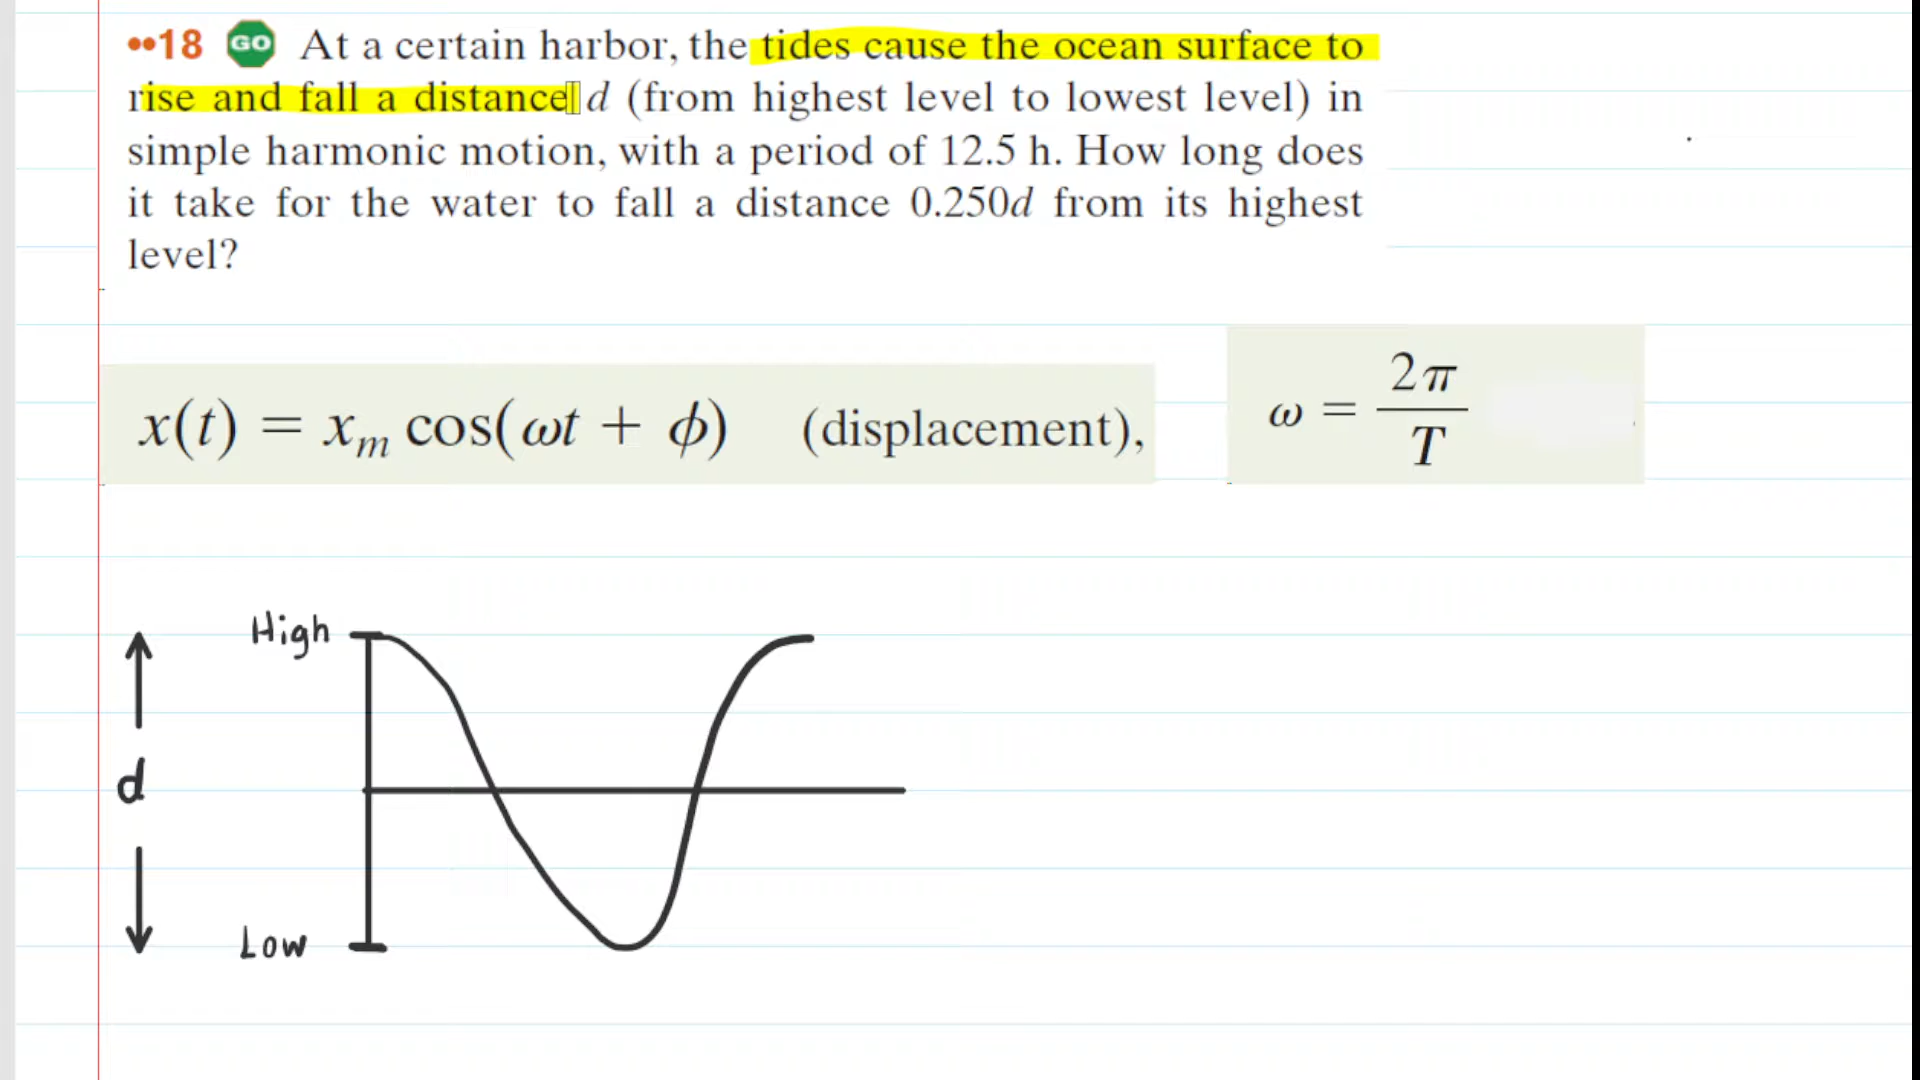 ••18 GO At a certain harbor, the tides cause the ocean surface to
rise and fall a distance d (from highest level to lowest level) in
simple harmonic motion, with a period of 12.5 h. How long does
it take for the water to fall a distance 0.250d from its highest
level?
x(t) = xₘ cos(ωt + ϕ) (displacement),
ω = 2π/T
High
d
Low